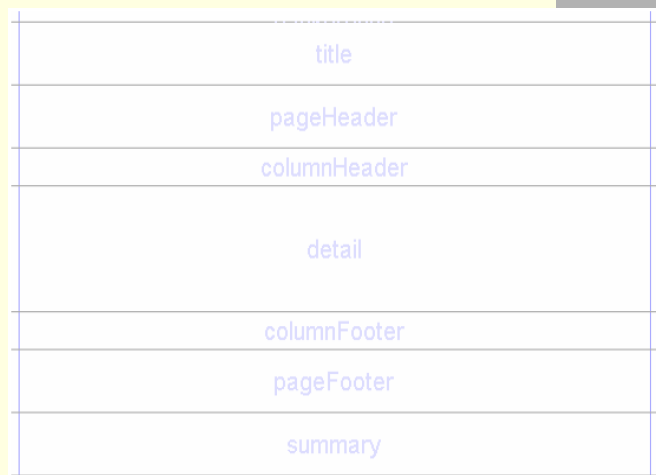 title
pageHeader
columnHeader
detail
columnFooter
pageFooter
summary